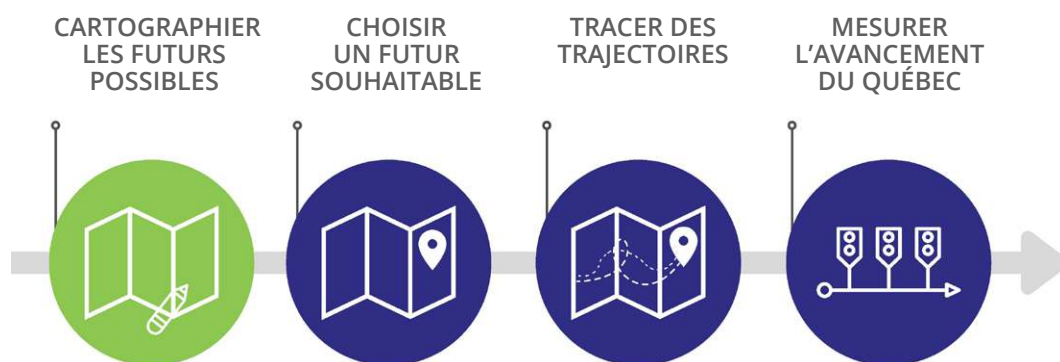 CARTOGRAPHIER
LES FUTURS
POSSIBLES
CHOISIR
UN FUTUR
SOUHAITABLE
TRACER DES
TRAJECTOIRES
MESURER
L’AVANCEMENT
DU QUÉBEC